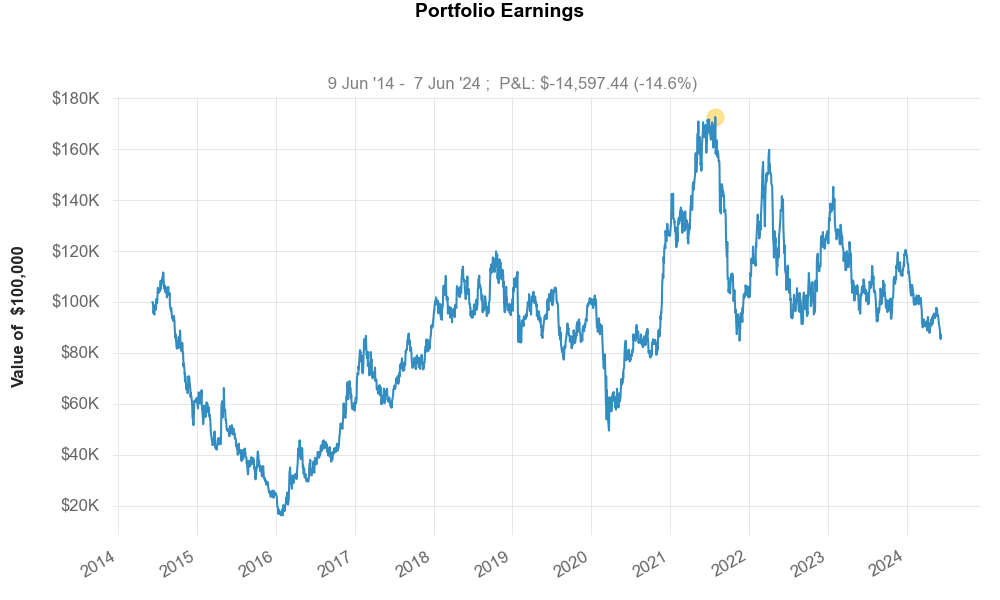 Portfolio Earnings
9 Jun '14 -  7 Jun '24 ;  P&L: $-14,597.44 (-14.6%)
Value of  $100,000
$180K
$160K
$140K
$120K
$100K
$80K
$60K
$40K
$20K
2014
2015
2016
2017
2018
2019
2020
2021
2022
2023
2024